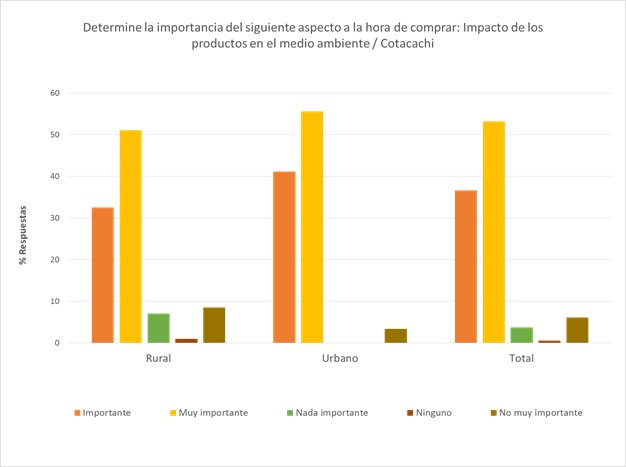 Determine la importancia del siguiente aspecto a la hora de comprar: Impacto de los
productos en el medio ambiente / Cotacachi
60
50
40
30
20
10
0
% Respuestas
Rural Urbano Total
Importante Muy importante Nada importante Ninguno No muy importante